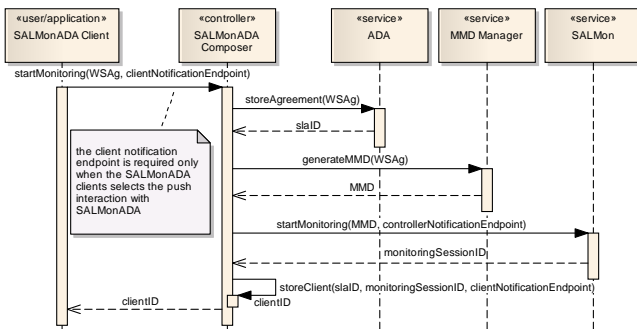 «user/application»
SALMonADA Client
«controller»
SALMonADA
Composer
«service»
ADA
«service»
MMD Manager
«service»
SALMon
startMonitoring(WSAg, clientNotificationEndpoint)
storeAgreement(WSAg)
slaID
the client notification
endpoint is required only
when the SALMonADA
clients selects the push
interaction with
SALMonADA
generateMMD(WSAg)
MMD
startMonitoring(MMD, controllerNotificationEndpoint)
monitoringSessionID
storeClient(slaID, monitoringSessionID, clientNotificationEndpoint)
clientID
clientID